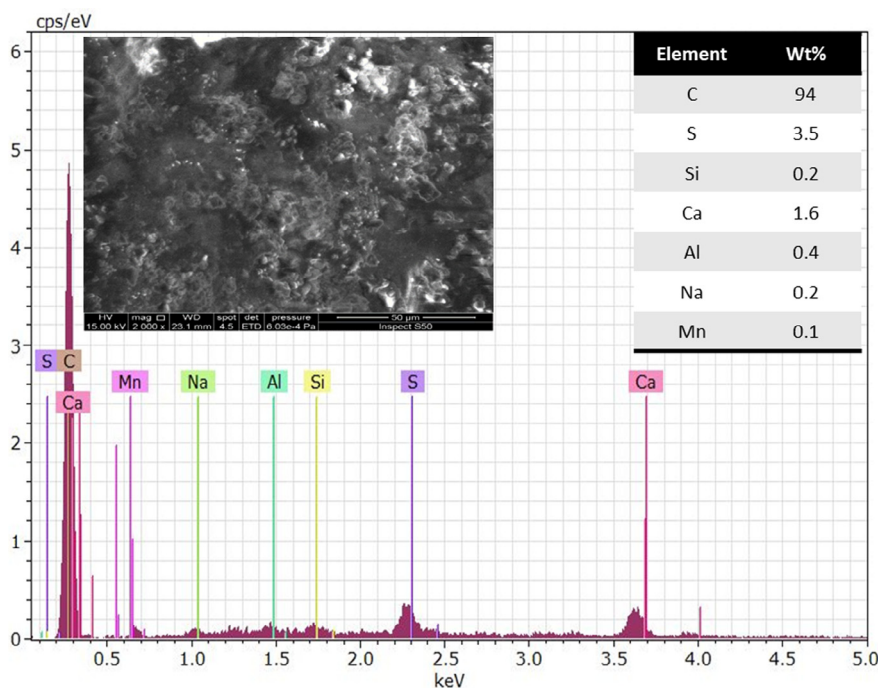 cps/eV
6
5
4
3
2
1
0
Element Wt%
C 94
S 3.5
Si 0.2
Ca 1.6
Al 0.4
Na 0.2
Mn 0.1
HV mag □ WD spot det pressure 50 µm
15.00 kV 2 000 x 23.1 mm 4.5 ETD 6.03e-4 Pa Inspect S50
S C
Ca Mn Na Al Si S Ca
0.5 1.0 1.5 2.0 2.5 3.0 3.5 4.0 4.5 5.0
keV